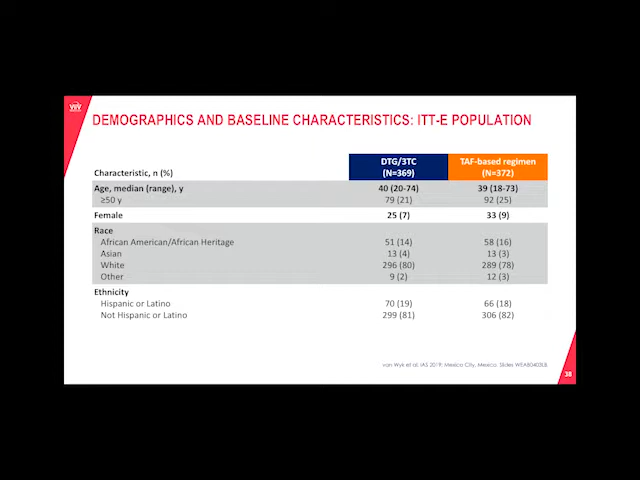 DEMOGRAPHICS AND BASELINE CHARACTERISTICS: ITT-E POPULATION
Characteristic, n (%) DTG/3TC (N=369) TAF-based regimen (N=372)
Age, median (range), y 40 (20-74) 39 (18-73)
≥50 y 79 (21) 92 (25)
Female 25 (7) 33 (9)
Race
African American/African Heritage 51 (14) 58 (16)
Asian 13 (4) 13 (3)
White 296 (80) 289 (78)
Other 9 (2) 12 (3)
Ethnicity
Hispanic or Latino 70 (19) 66 (18)
Not Hispanic or Latino 299 (81) 306 (82)
van Wyk et al. IAS 2019; Mexico City, Mexico. Slides WEAB0403LB.
38